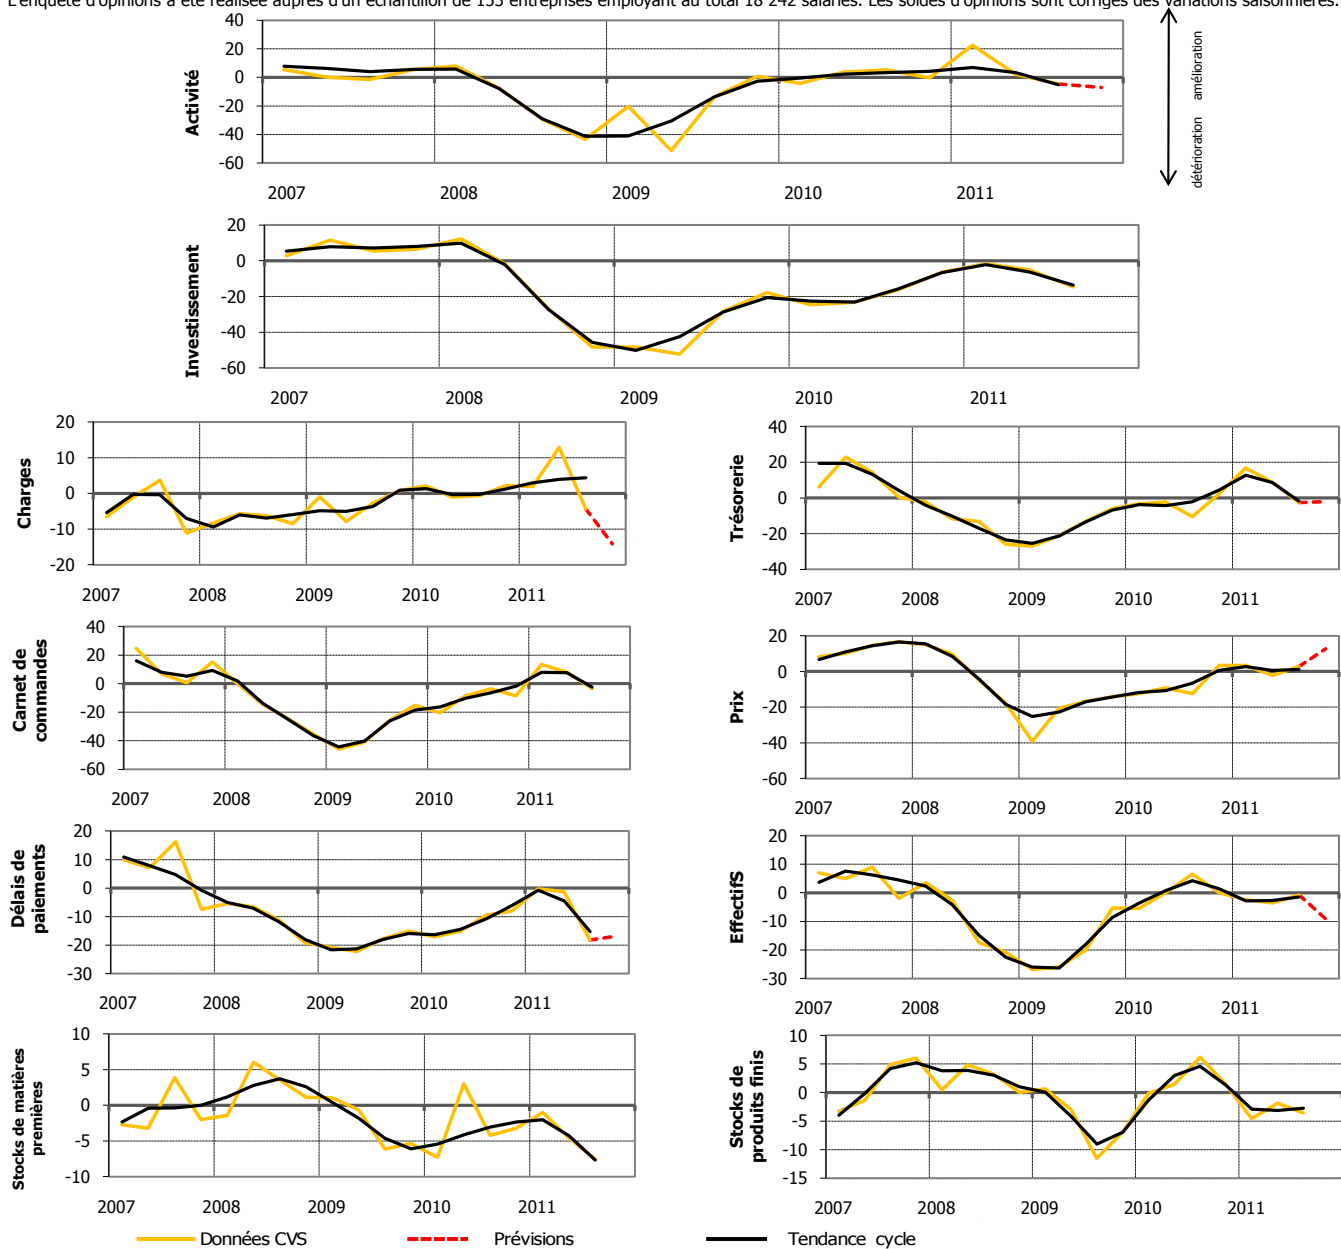 L'enquête d'opinions a été réalisée auprès d'un échantillon de 155 entreprises employant au total 18 242 salariés. Les soldes d'opinions sont corrigés des variations saisonnières.
Activité
40
20
0
-20
-40
-60
2007 2008 2009 2010 2011
détérioration amélioration
Investissement
20
0
-20
-40
-60
2007 2008 2009 2010 2011
Charges
20
10
0
-10
-20
2007 2008 2009 2010 2011
Trésorerie
40
20
0
-20
-40
2007 2008 2009 2010 2011
Carnet de
commandes
40
20
0
-20
-40
-60
2007 2008 2009 2010 2011
Prix
20
0
-20
-40
-60
2007 2008 2009 2010 2011
Délais de
paiements
20
10
0
-10
-20
-30
2007 2008 2009 2010 2011
EffectifS
20
10
0
-10
-20
-30
2007 2008 2009 2010 2011
Stocks de matières
premières
10
5
0
-5
-10
2007 2008 2009 2010 2011
Stocks de
produits finis
10
5
0
-5
-10
-15
2007 2008 2009 2010 2011
Données CVS Prévisions Tendance cycle